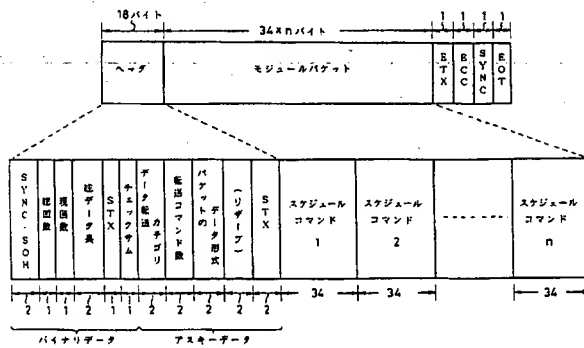 18バイト
34×nバイト
1 1 1 1
ヘッダ
モジュールパケット
ETX
ECC
SYNC
EOT
SYNC・SOH
総回数
現回数
総データ長
STX
チェックサム
データ転送カテゴリ
転送コマンド数
パケットのデータ形式
(リザーブ)
STX
スケジュールコマンド1
スケジュールコマンド2
スケジュールコマンドn
2 1 1 2 1 1 2 2 2 2 2
34
34
34
バイナリデータ
アスキーデータ